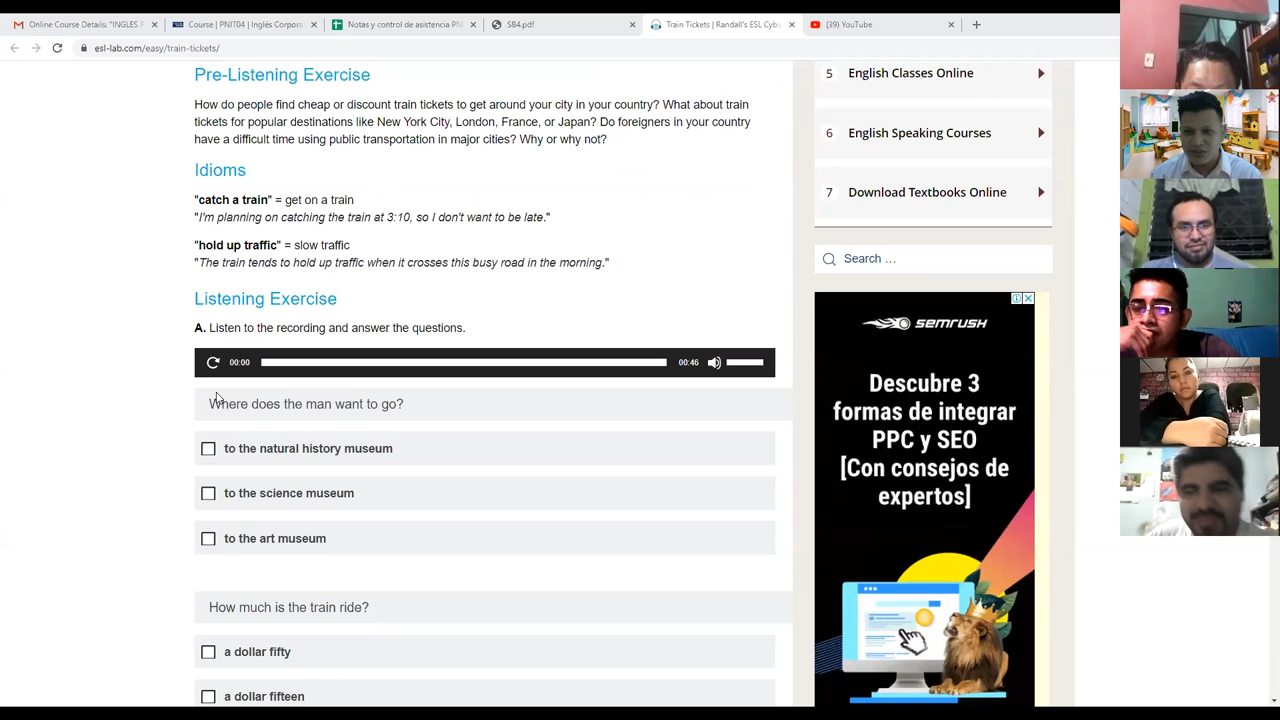 Online Course Details: "INGLES P
Course | PNIT04 | Inglés Corpora
Notas y control de asistencia PNI
SB4.pdf
Train Tickets | Randall's ESL Cybe
(39) YouTube
esl-lab.com/easy/train-tickets/
Pre-Listening Exercise
How do people find cheap or discount train tickets to get around your city in your country? What about train
tickets for popular destinations like New York City, London, France, or Japan? Do foreigners in your country
have a difficult time using public transportation in major cities? Why or why not?
Idioms
"catch a train" = get on a train
"I'm planning on catching the train at 3:10, so I don't want to be late."
"hold up traffic" = slow traffic
"The train tends to hold up traffic when it crosses this busy road in the morning."
Listening Exercise
A. Listen to the recording and answer the questions.
00:00
00:46
Where does the man want to go?
to the natural history museum
to the science museum
to the art museum
How much is the train ride?
a dollar fifty
a dollar fifteen
5 English Classes Online
6 English Speaking Courses
7 Download Textbooks Online
Search …
SEMRUSH
Descubre 3
formas de integrar
PPC y SEO
[Con consejos de
expertos]